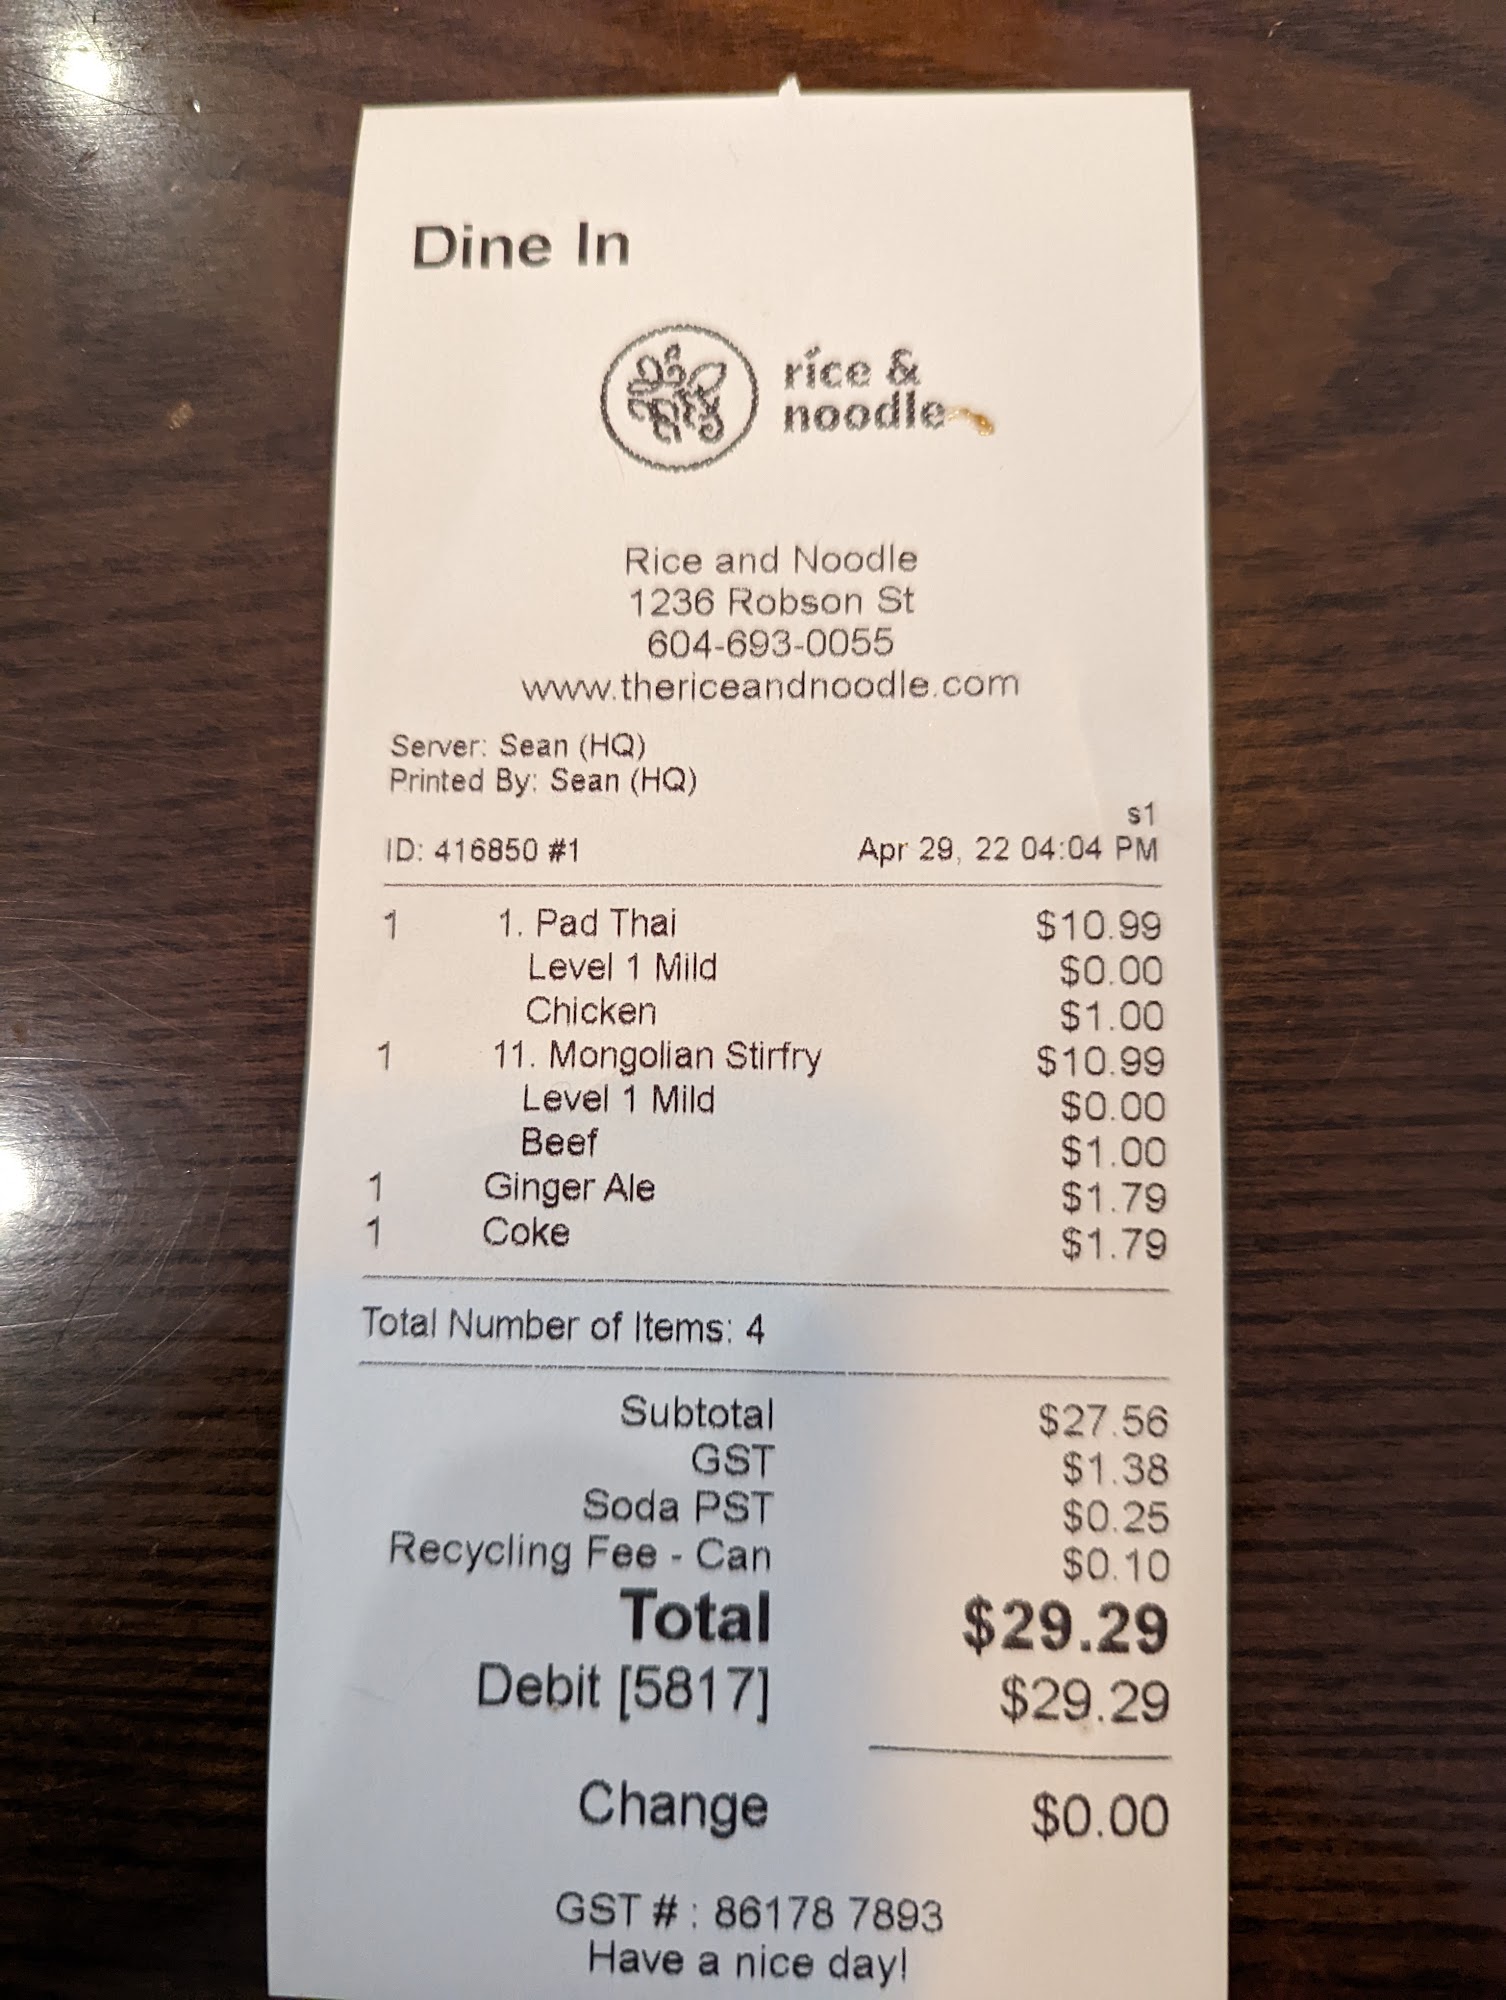 Dine In
rice &
noodle
Rice and Noodle
1236 Robson St
604-693-0055
www.thericeandnoodle.com
Server: Sean (HQ)
Printed By: Sean (HQ)
s1
ID: 416850 #1 Apr 29, 22 04:04 PM
1 1. Pad Thai $10.99
Level 1 Mild $0.00
Chicken $1.00
1 11. Mongolian Stirfry $10.99
Level 1 Mild $0.00
Beef $1.00
1 Ginger Ale $1.79
1 Coke $1.79
Total Number of Items: 4
Subtotal $27.56
GST $1.38
Soda PST $0.25
Recycling Fee - Can $0.10
Total $29.29
Debit [5817] $29.29
Change $0.00
GST # : 86178 7893
Have a nice day!